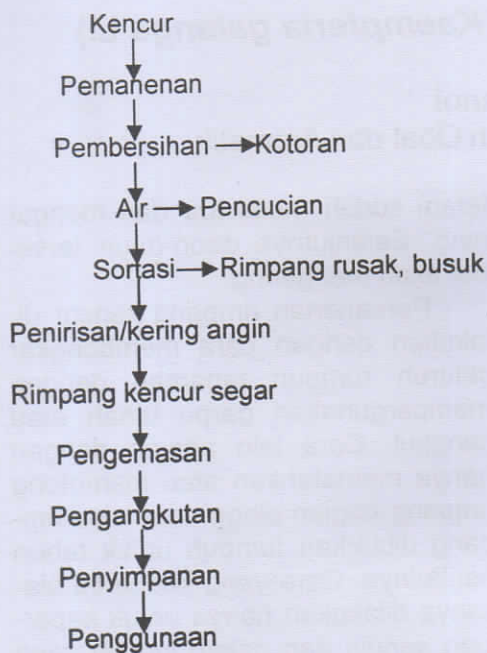 Kencur
Pemanenan
Pembersihan Kotoran
Air Pencucian
Sortasi Rimpang rusak, busuk
Penirisan/kering angin
Rimpang kencur segar
Pengemasan
Pengangkutan
Penyimpanan
Penggunaan